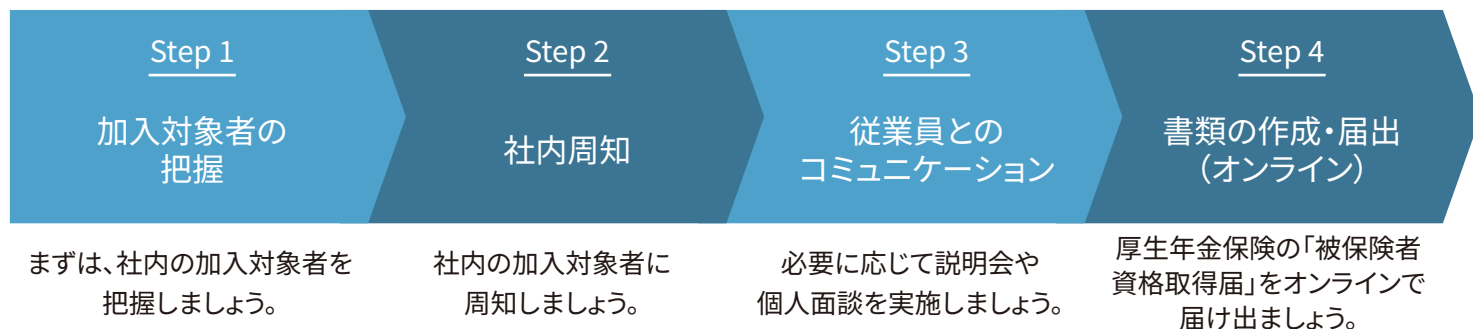 Step 1
加入対象者の
把握
まずは、社内の加入対象者を
把握しましょう。
Step 2
社内周知
社内の加入対象者に
周知しましょう。
Step 3
従業員との
コミュニケーション
必要に応じて説明会や
個人面談を実施しましょう。
Step 4
書類の作成・届出
（オンライン）
厚生年金保険の「被保険者
資格取得届」をオンラインで
届け出ましょう。